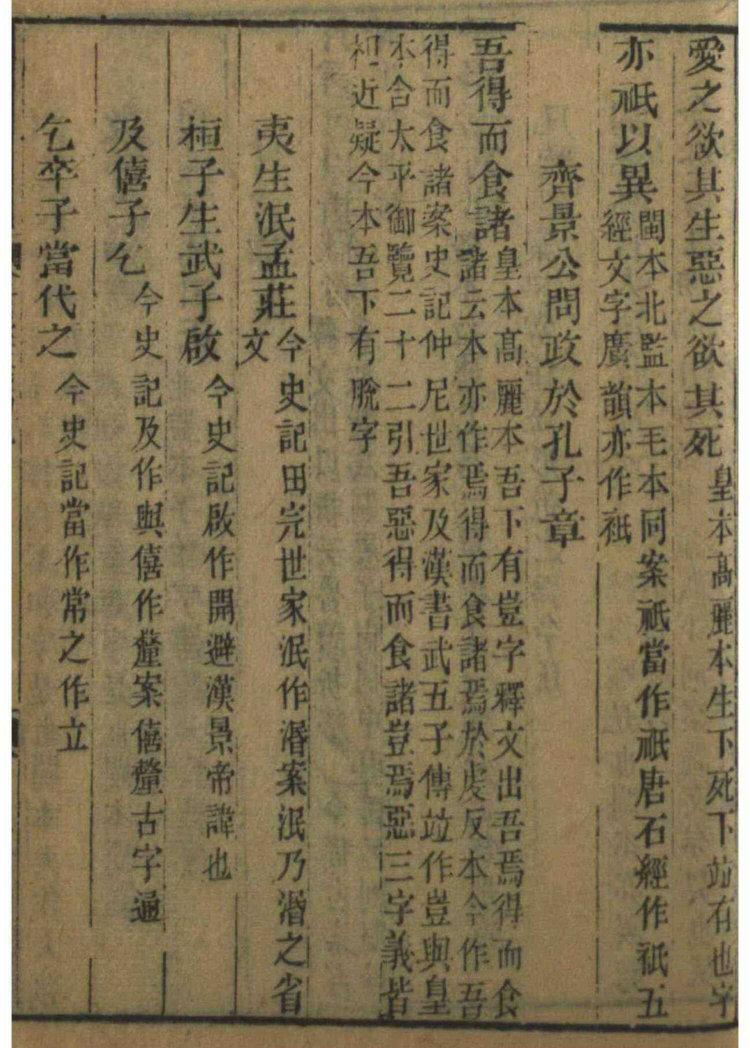 愛之欲其生惡之欲其死皇本高麗本生下死下竝有也字
亦祇以異閩本北監本毛本同案祇當作衹唐石經作衹五
經文字廣韻亦作衹
齊景公問政於孔子章
吾得而食諸皇本高麗本吾下有豈字釋文出吾焉得而食
諸云本亦作焉得而食諸焉於虔反本今作吾
得而食諸案史記仲尼世家及漢書武五子傳竝作豈與皇
本合太平御覽二十二引吾惡得而食諸豈焉惡三字義皆
相近疑今本吾下有脫字
夷生泯孟莊今史記田完世家泯作湣案泯乃湣之省
文
桓子生武子啟今史記啟作開避漢景帝諱也
及僖子乞今史記及作與僖作釐案僖釐古字通
乞卒子當代之今史記當作常之作立